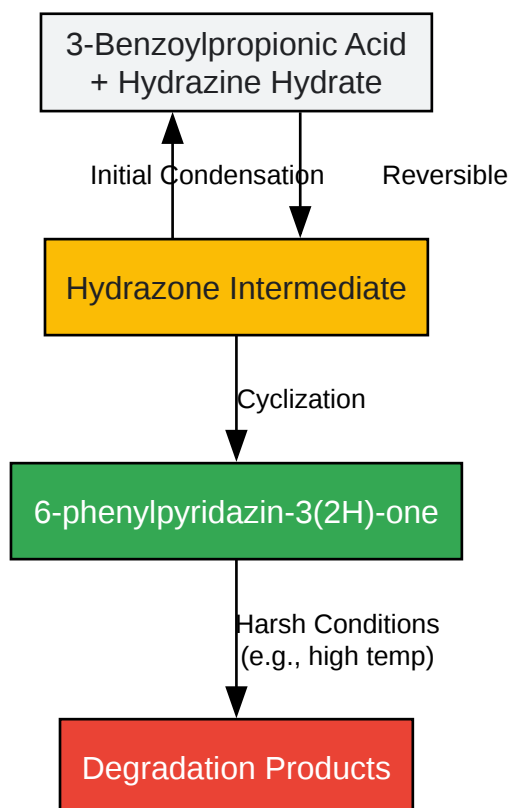 3-Benzoylpropionic Acid
+ Hydrazine Hydrate
Initial Condensation
Reversible
Hydrazone Intermediate
Cyclization
6-phenylpyridazin-3(2H)-one
Harsh Conditions
(e.g., high temp)
Degradation Products